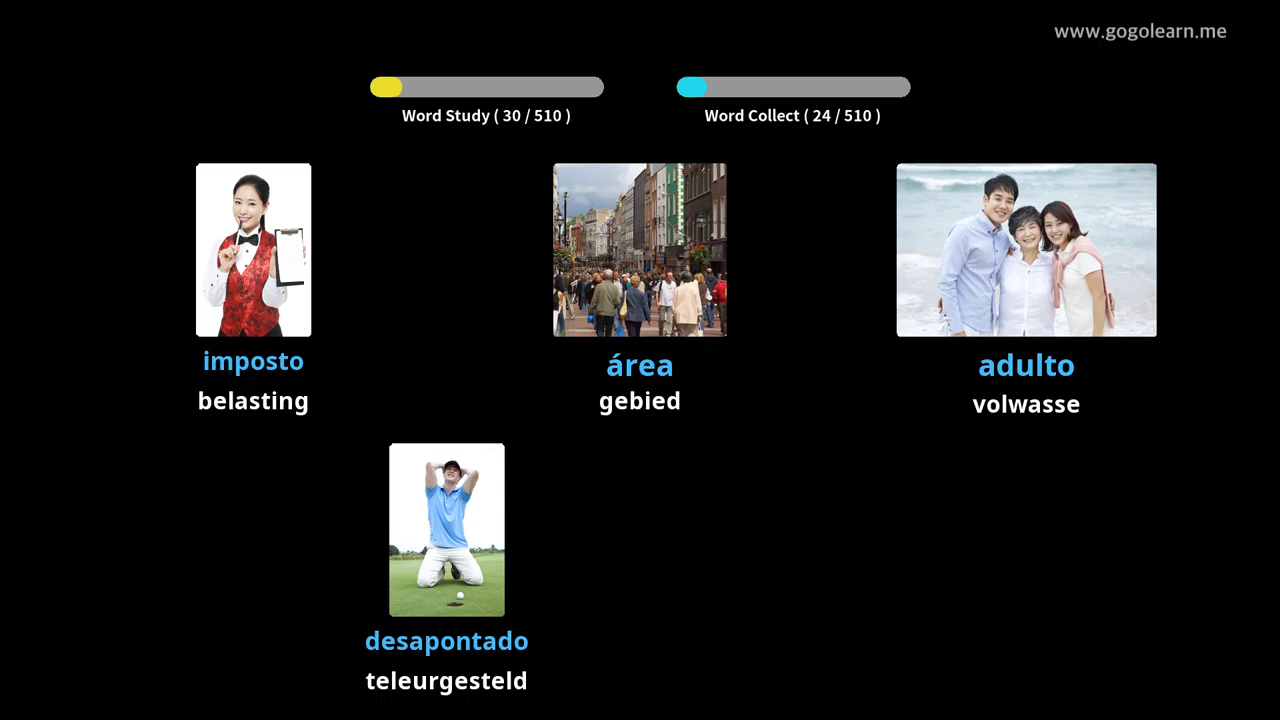 www.gogolearn.me
Word Study ( 30 / 510 )
Word Collect ( 24 / 510 )
imposto
belasting
área
gebied
adulto
volwasse
desapontado
teleurgesteld